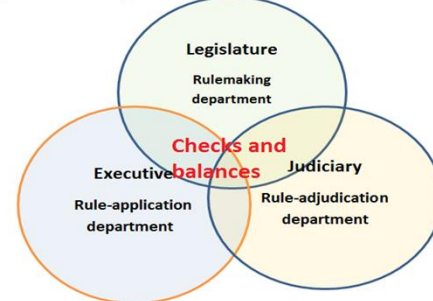 Legislature
Rulemaking
department
Checks and
balances
Executive
Rule-application
department
Judiciary
Rule-adjudication
department